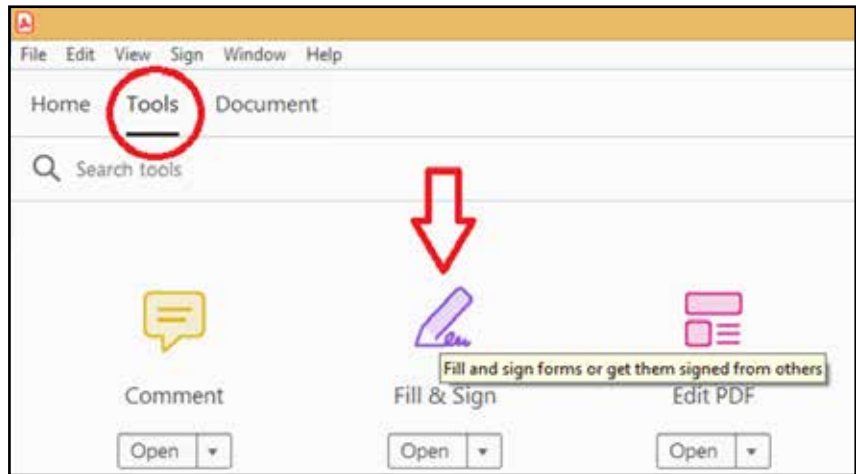 File Edit View Sign Window Help
Home Tools Document
Search tools
Fill and sign forms or get them signed from others
Comment Fill & Sign Edit PDF
Open Open Open